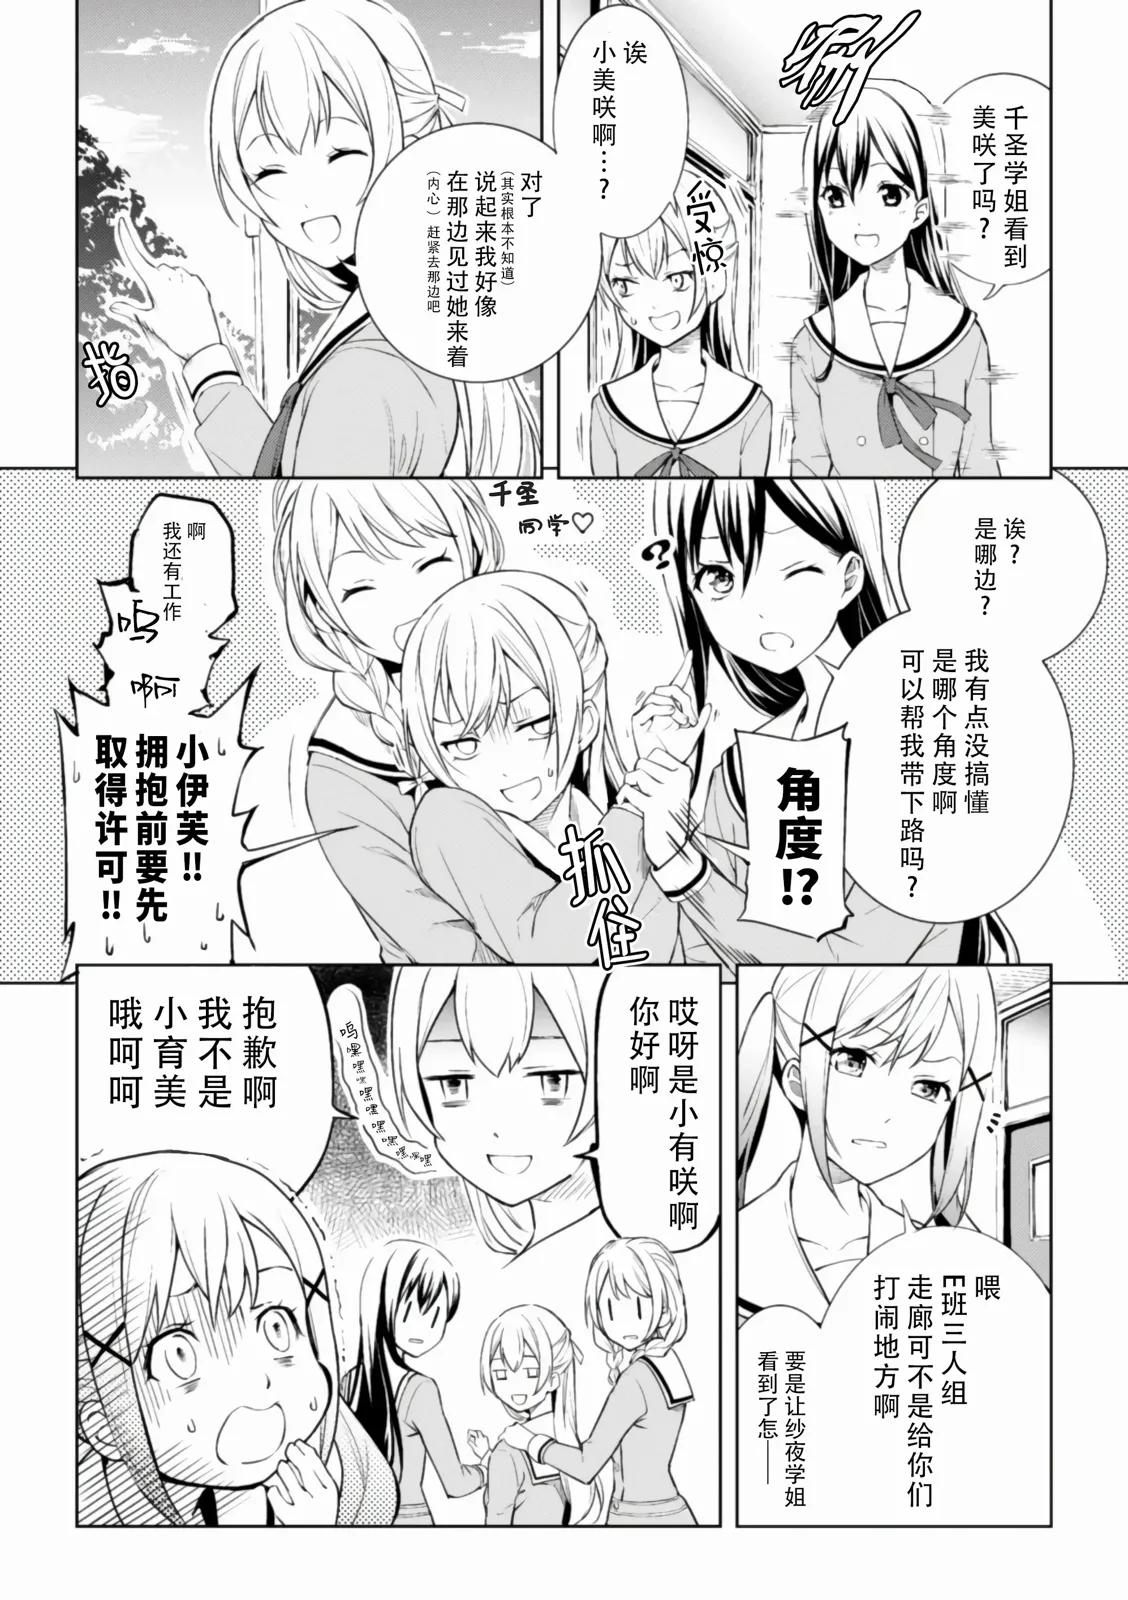 千圣学姐看到
美咲了吗？
诶
小美咲啊…？
受惊
对了
(其实根本不知道)
说起来我好像
在那边见过她来着
(内心)赶紧去那边吧
指
诶？
是哪边？
我有点没搞懂
是哪个角度啊
可以帮我带下路吗？
角度!?
千圣
同学♡
?
抓住
啊
我还有工作
呜
啊
小伊芙!!
拥抱前要先
取得许可!!
喂
E班三人组
走廊可不是给你们
打闹地方啊
要是让纱夜学姐
看到了怎——
哎呀是小有咲啊
你好啊
呜嘿嘿嘿嘿嘿嘿嘿嘿嘿嘿
抱歉啊
我不是
小育美
哦呵呵